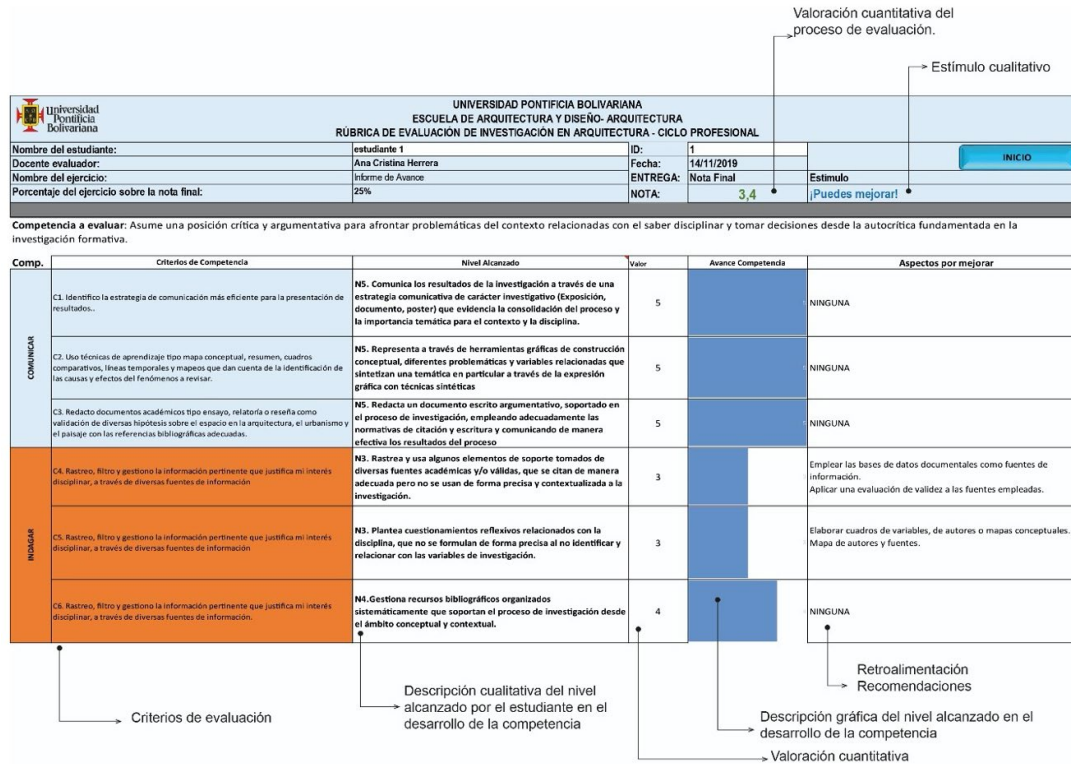 Valoración cuantitativa del
proceso de evaluación.
Estímulo cualitativo
Universidad
Pontificia
Bolivariana
UNIVERSIDAD PONTIFICIA BOLIVARIANA
ESCUELA DE ARQUITECTURA Y DISEÑO- ARQUITECTURA
RÚBRICA DE EVALUACIÓN DE INVESTIGACIÓN EN ARQUITECTURA - CICLO PROFESIONAL
Nombre del estudiante: estudiante 1 ID: 1
INICIO
Docente evaluador: Ana Cristina Herrera Fecha: 14/11/2019
Nombre del ejercicio: Informe de Avance ENTREGA: Nota Final Estimulo
Porcentaje del ejercicio sobre la nota final: 25% NOTA: 3,4 ¡Puedes mejorar!
Competencia a evaluar: Asume una posición crítica y argumentativa para afrontar problemáticas del contexto relacionadas con el saber disciplinar y tomar decisiones desde la autocrítica fundamentada en la
investigación formativa.
Comp. Criterios de Competencia Nivel Alcanzado Valor Avance Competencia Aspectos por mejorar
COMUNICAR
C1. Identifico la estrategia de comunicación más eficiente para la presentación de
resultados..
N5. Comunica los resultados de la investigación a través de una
estrategia comunicativa de carácter investigativo (Exposición,
documento, poster) que evidencia la consolidación del proceso y
la importancia temática para el contexto y la disciplina.
5
NINGUNA
C2. Uso técnicas de aprendizaje tipo mapa conceptual, resumen, cuadros
comparativos, líneas temporales y mapeos que dan cuenta de la identificación de
las causas y efectos del fenómenos a revisar.
N5. Representa a través de herramientas gráficas de construcción
conceptual, diferentes problemáticas y variables relacionadas que
sintetizan una temática en particular a través de la expresión
gráfica con técnicas sintéticas
5
NINGUNA
C3. Redacto documentos académicos tipo ensayo, relatoría o reseña como
validación de diversas hipótesis sobre el espacio en la arquitectura, el urbanismo y
el paisaje con las referencias bibliográficas adecuadas.
N5. Redacta un documento escrito argumentativo, soportado en
el proceso de investigación, empleando adecuadamente las
normativas de citación y escritura y comunicando de manera
efectiva los resultados del proceso
5
NINGUNA
INDAGAR
C4. Rastreo, filtro y gestiono la información pertinente que justifica mi interés
disciplinar, a través de diversas fuentes de información
N3. Rastrea y usa algunos elementos de soporte tomados de
diversas fuentes académicas y/o válidas, que se citan de manera
adecuada pero no se usan de forma precisa y contextualizada a la
investigación.
3
Emplear las bases de datos documentales como fuentes de
información.
Aplicar una evaluación de validez a las fuentes empleadas.
C5. Rastreo, filtro y gestiono la información pertinente que justifica mi interés
disciplinar, a través de diversas fuentes de información
N3. Plantea cuestionamientos reflexivos relacionados con la
disciplina, que no se formulan de forma precisa al no identificar y
relacionar con las variables de investigación.
3
Elaborar cuadros de variables, de autores o mapas conceptuales.
Mapa de autores y fuentes.
C6. Rastreo, filtro y gestiono la información pertinente que justifica mi interés
disciplinar, a través de diversas fuentes de información.
N4.Gestiona recursos bibliográficos organizados
sistemáticamente que soportan el proceso de investigación desde
el ámbito conceptual y contextual.
4
NINGUNA
Criterios de evaluación
Descripción cualitativa del nivel
alcanzado por el estudiante en el
desarrollo de la competencia
Retroalimentación
Recomendaciones
Descripción gráfica del nivel alcanzado en el
desarrollo de la competencia
Valoración cuantitativa